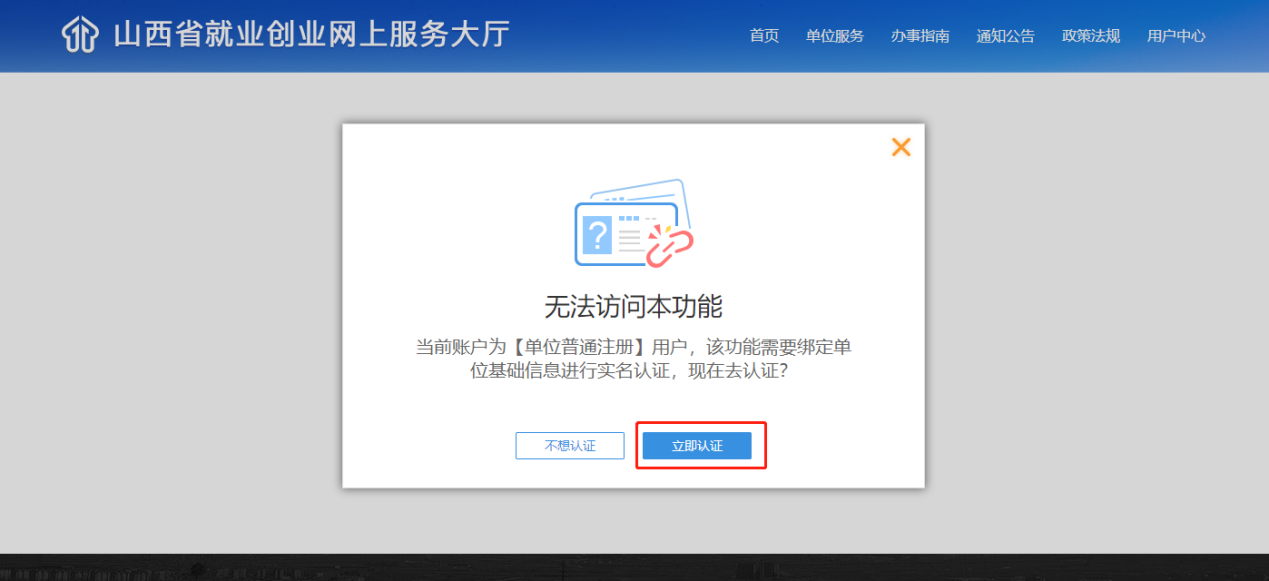 山西省就业创业网上服务大厅
首页 单位服务 办事指南 通知公告 政策法规 用户中心
?
无法访问本功能
当前账户为【单位普通注册】用户，该功能需要绑定单
位基础信息进行实名认证，现在去认证？
不想认证 立即认证